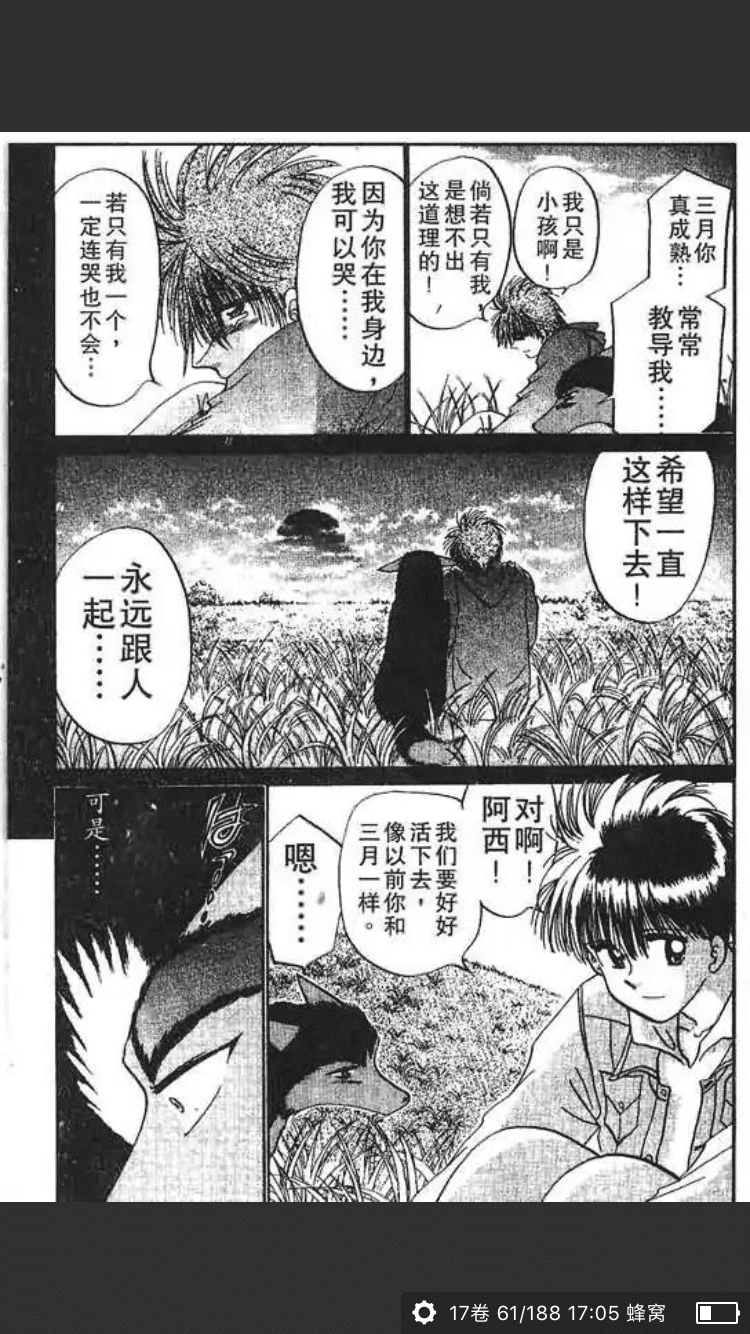 三月你
真成熟…
常常
教导我……
我只是
小孩啊！
倘若只有我，
是想不出
这道理的！
因为你在我身边，
我可以哭……
若只有我一个，
一定连哭也不会…
希望一直
这样下去！
永远跟人
一起……
对啊！
阿西！
我们要好好
活下去，
像以前你和
三月一样。
嗯……
可是……
17卷 61/188 17:05 蜂窝